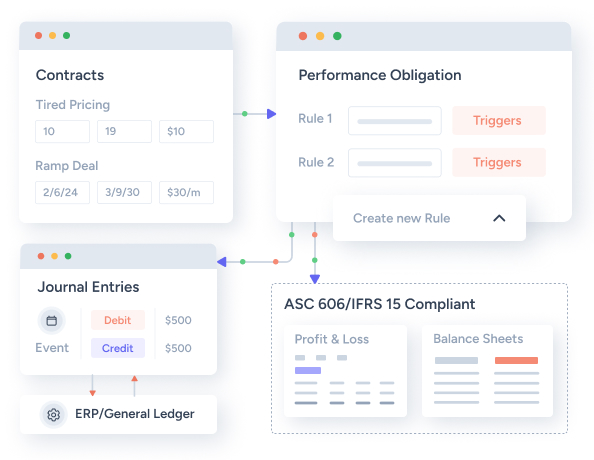 Contracts
Tired Pricing
10 19 $10
Ramp Deal
2/6/24 3/9/30 $30/m
Performance Obligation
Rule 1 Triggers
Rule 2 Triggers
Create new Rule
Journal Entries
Debit $500
Event Credit $500
ERP/General Ledger
ASC 606/IFRS 15 Compliant
Profit & Loss
Balance Sheets